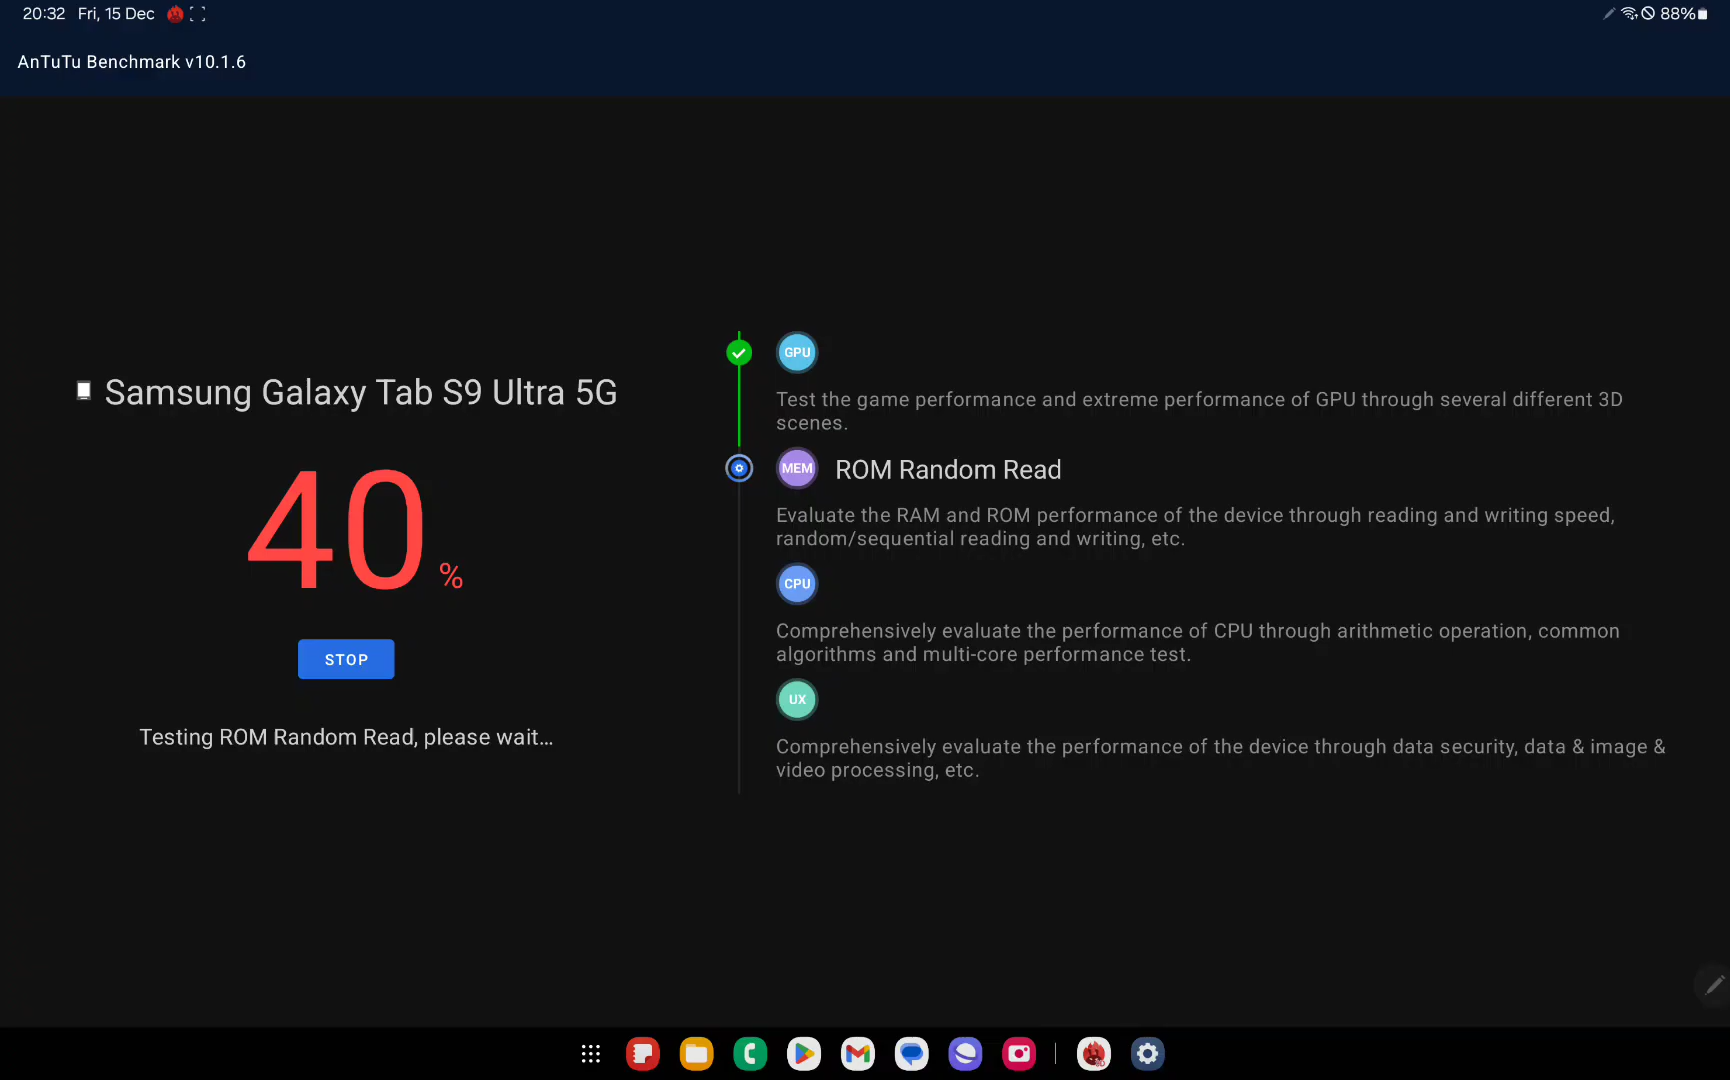 20:32 Fri, 15 Dec
88%
AnTuTu Benchmark v10.1.6
Samsung Galaxy Tab S9 Ultra 5G
40 %
STOP
Testing ROM Random Read, please wait...
GPU
Test the game performance and extreme performance of GPU through several different 3D
scenes.
MEM ROM Random Read
Evaluate the RAM and ROM performance of the device through reading and writing speed,
random/sequential reading and writing, etc.
CPU
Comprehensively evaluate the performance of CPU through arithmetic operation, common
algorithms and multi-core performance test.
UX
Comprehensively evaluate the performance of the device through data security, data & image &
video processing, etc.
3D